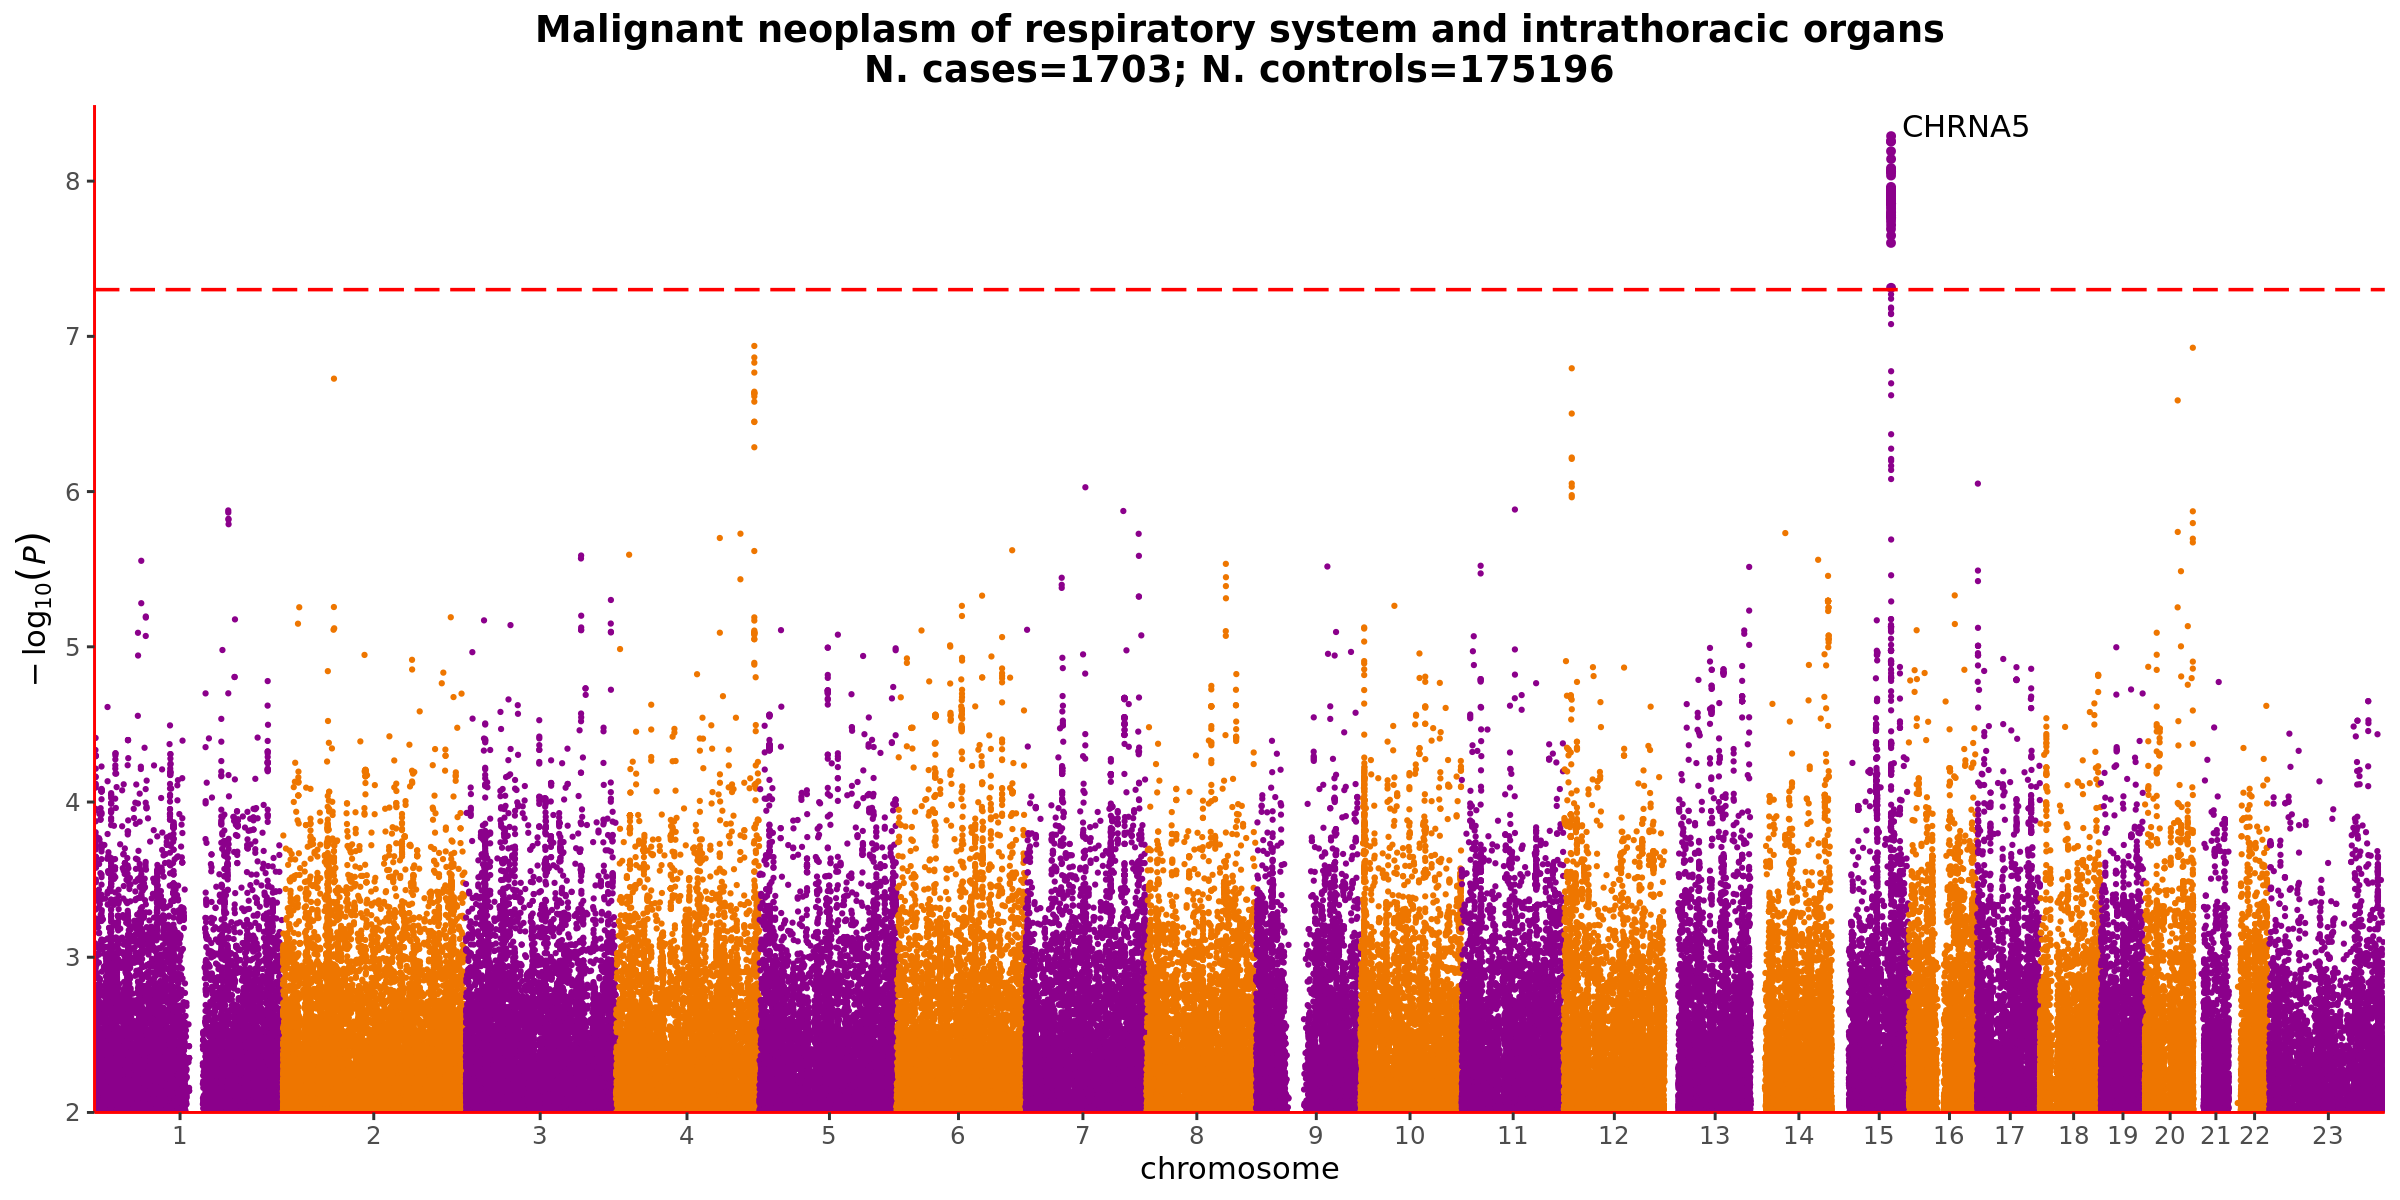 Malignant neoplasm of respiratory system and intrathoracic organs
N. cases=1703; N. controls=175196
CHRNA5
8
7
6
5
4
3
2
−log₁₀(P)
1 2 3 4 5 6 7 8 9 10 11 12 13 14 15 16 17 18 19 20 21 22 23
chromosome